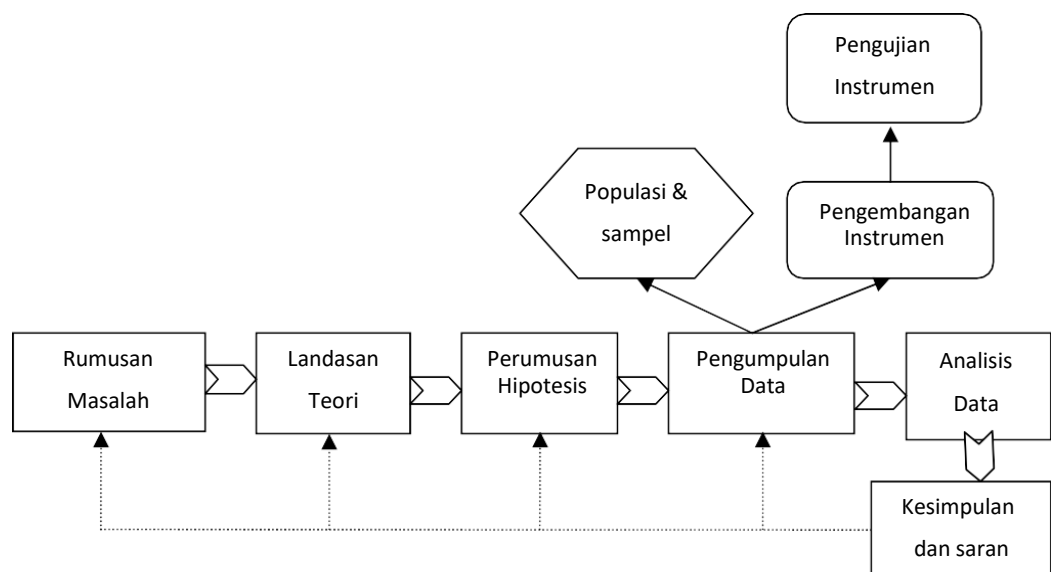 Pengujian
Instrumen
Populasi &
sampel
Pengembangan
Instrumen
Rumusan
Masalah
Landasan
Teori
Perumusan
Hipotesis
Pengumpulan
Data
Analisis
Data
Kesimpulan
dan saran